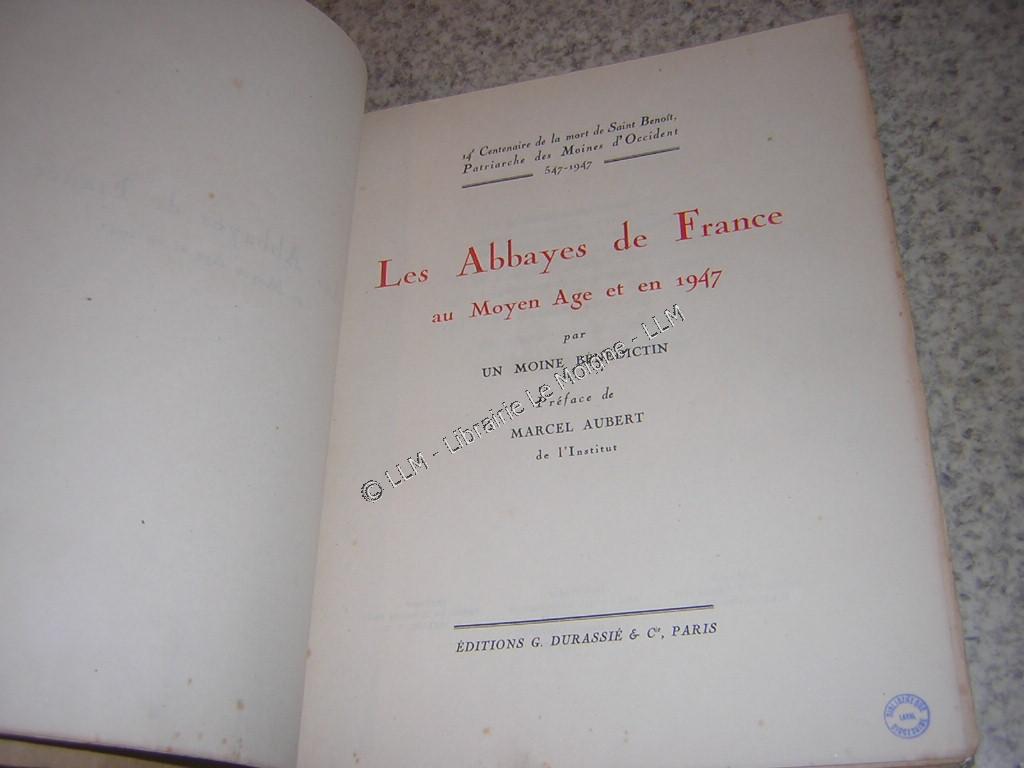 14e Centenaire de la mort de Saint Benoît,
Patriarche des Moines d'Occident
547-1947
Les Abbayes de France
au Moyen Age et en 1947
par
UN MOINE BÉNÉDICTIN
Préface de
MARCEL AUBERT
de l'Institut
© LLM - Librairie Le Moigne - LLM
ÉDITIONS G. DURASSIÉ & Cie, PARIS
BIBLIOTHEQUE
LAVAL